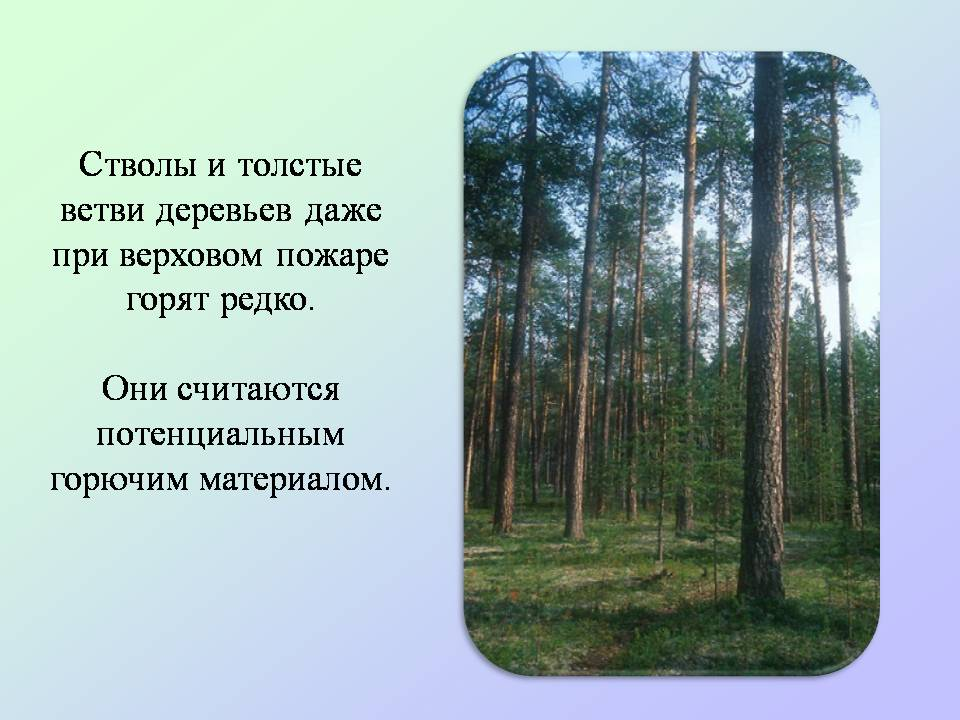 Стволы и толстые
ветви деревьев даже
при верховом пожаре
горят редко.
Они считаются
потенциальным
горючим материалом.